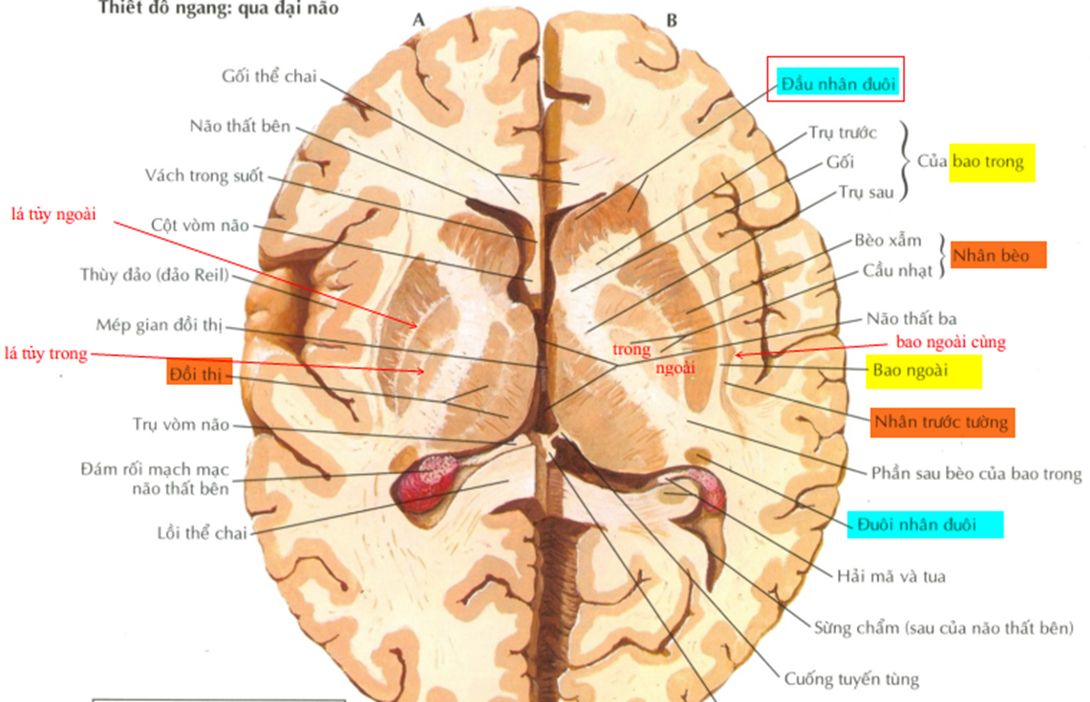 Thiết đồ ngang: qua đại não
A
B
Gối thể chai
Não thất bên
Vách trong suốt
lá tủy ngoài
Cột vòm não
Thùy đảo (đảo Reil)
Mép gian đồi thị
lá tủy trong
Đồi thị
Trụ vòm não
Đám rối mạch mạc
não thất bên
Lồi thể chai
Đầu nhân đuôi
Trụ trước
Gối
Của bao trong
Trụ sau
Bèo xẫm
Nhân bèo
Cầu nhạt
Não thất ba
bao ngoài cùng
trong
ngoài
Bao ngoài
Nhân trước tường
Phần sau bèo của bao trong
Đuôi nhân đuôi
Hải mã và tua
Sừng chẩm (sau của não thất bên)
Cuống tuyến tùng